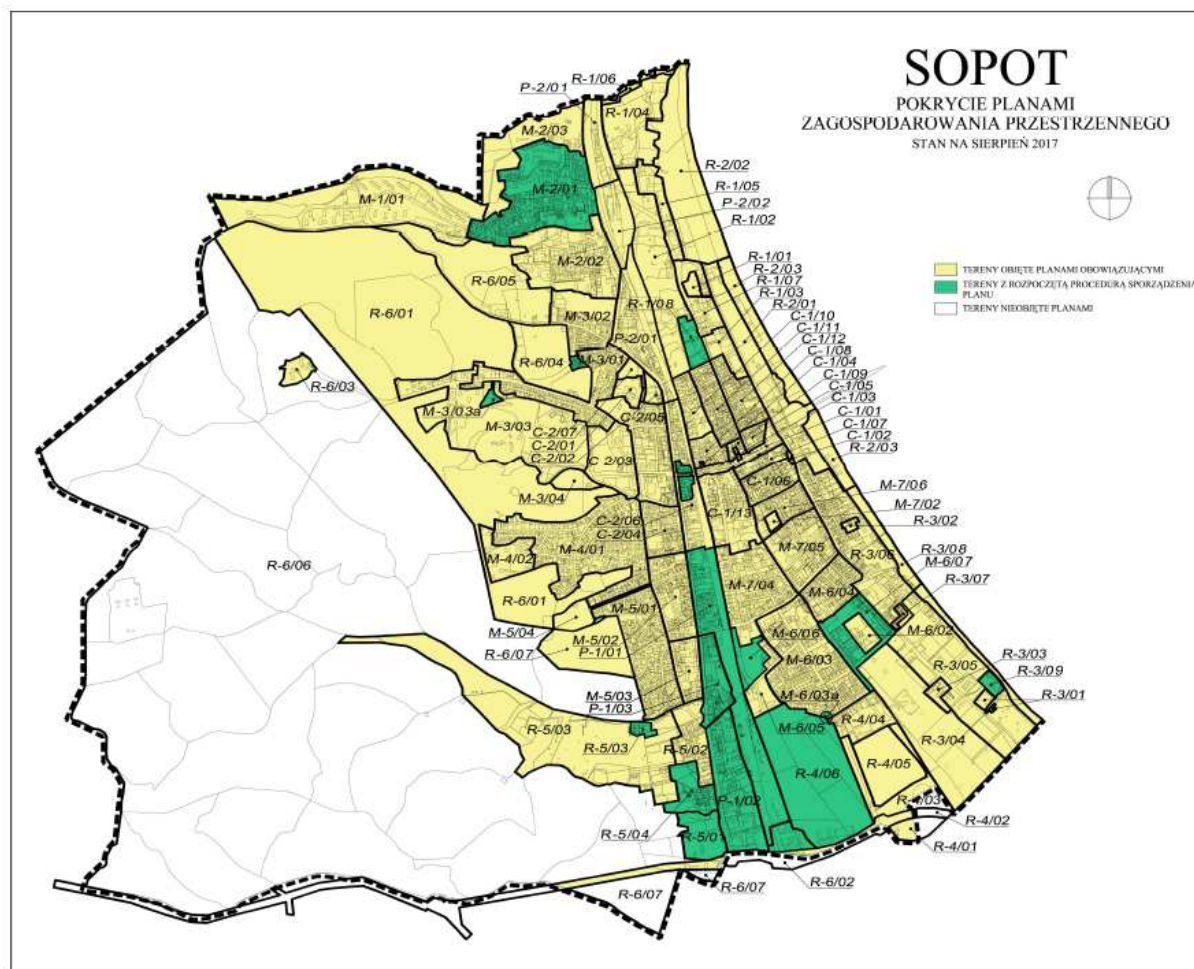 SOPOT
POKRYCIE PLANAMI
ZAGOSPODAROWANIA PRZESTRZENNEGO
STAN NA SIERPIEŃ 2017
TERENY OBJĘTE PLANAMI OBOWIĄZUJĄCYMI
TERENY Z ROZPOCZĘTĄ PROCEDURĄ SPORZĄDZENIA
PLANU
TERENY NIEOBJĘTE PLANAMI
R-1/06
P-2/01
R-1/04
M-2/03
R-2/02
M-2/01
R-1/05
M-1/01
P-2/02
R-1/02
M-2/02
R-1/01
R-6/05
R-2/03
R-1/07
R-1/03
R-1/08
R-2/01
R-6/01
M-3/02
C-1/10
C-1/11
P-2/01
C-1/12
R-6/04
M-3/01
C-1/08
C-1/04
R-6/03
C-1/09
M-3/03a
C-1/05
C-2/05
C-1/03
M-3/03
C-2/07
C-1/01
C-2/01
C-1/07
C-2/02
C-2/03
C-1/02
R-2/03
C-1/06
M-3/04
M-7/06
C-1/13
M-7/02
C-2/06
R-3/02
C-2/04
M-4/01
M-7/05
R-3/06
M-4/02
R-3/08
R-6/06
M-6/07
M-7/04
M-6/04
R-3/07
R-6/01
M-5/01
M-5/04
M-6/06
M-6/02
M-5/02
R-6/07
P-1/01
M-6/03
R-3/03
R-3/05
R-3/09
M-5/03
M-6/03a
R-3/01
P-1/03
R-4/04
R-5/03
M-6/05
R-3/04
R-5/03
R-5/02
R-4/05
R-4/06
P-1/02
R-4/03
R-4/02
R-5/04
R-5/01
R-4/01
R-6/07
R-6/07
R-6/02